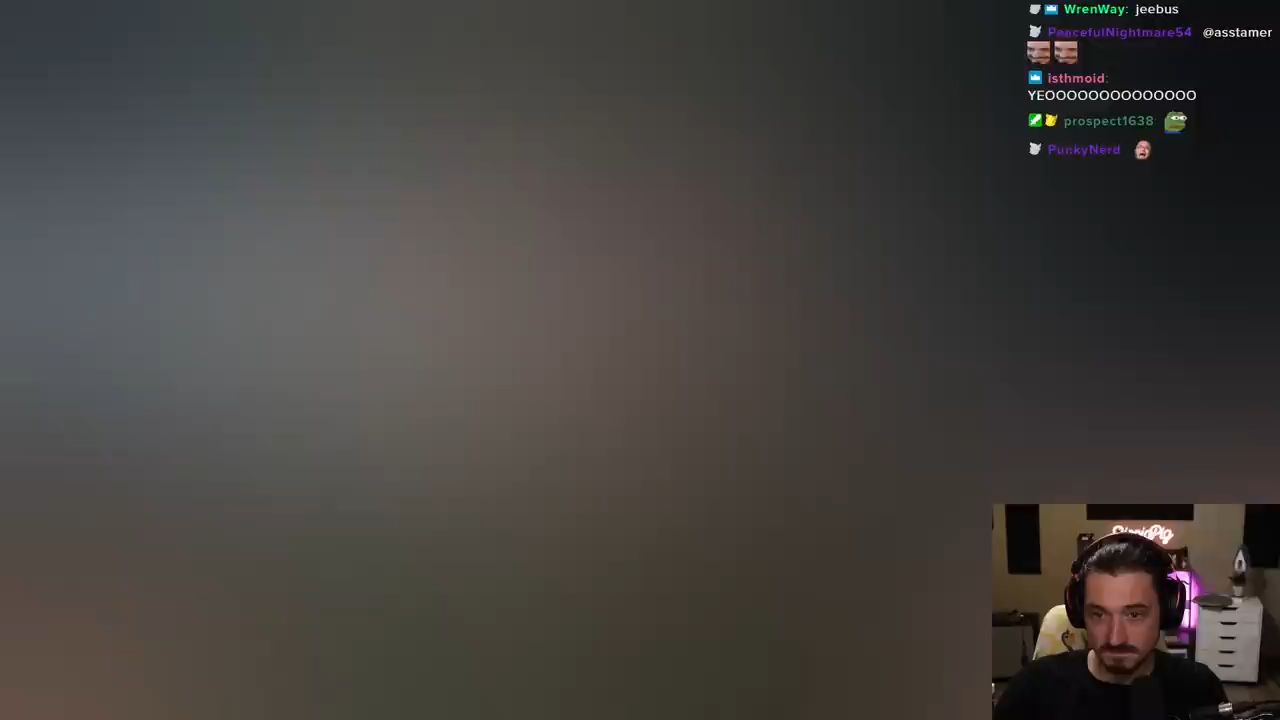 WrenWay: jeebus
PeacefulNightmare54 @asstamer
isthmoid:
YEOOOOOOOOOOOOOO
prospect1638:
PunkyNerd